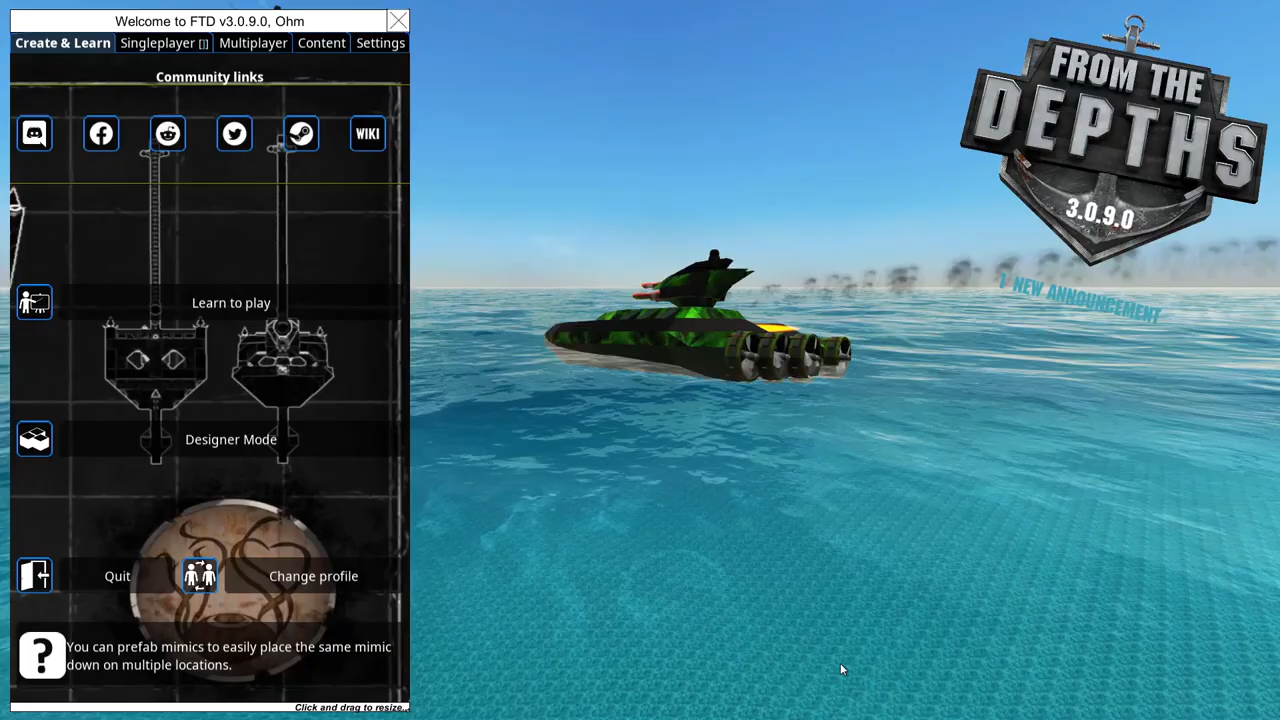 Welcome to FTD v3.0.9.0, Ohm
Create & Learn Singleplayer [J] Multiplayer Content Settings
Community links
WIKI
Learn to play
Designer Mode
Quit Change profile
You can prefab mimics to easily place the same mimic
down on multiple locations.
Click and drag to resize...
FROM THE
DEPTHS
3.0.9.0
1 NEW ANNOUNCEMENT